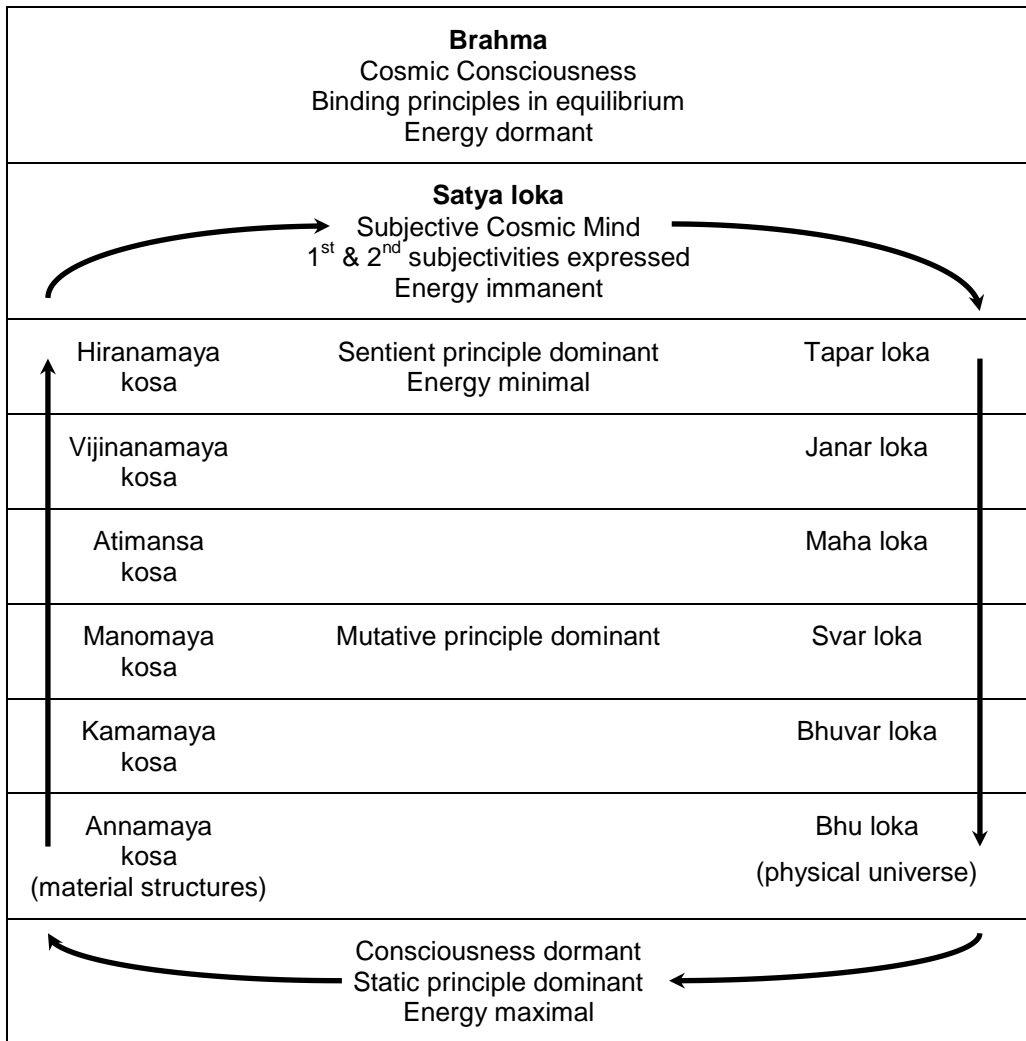 Brahma
Cosmic Consciousness
Binding principles in equilibrium
Energy dormant
Satya loka
Subjective Cosmic Mind
1st & 2nd subjectivities expressed
Energy immanent
Hiranamaya kosa
Sentient principle dominant
Energy minimal
Tapar loka
Vijinanamaya
kosa
Janar loka
Atimansa
kosa
Maha loka
Manomaya
kosa
Mutative principle dominant
Svar loka
Kamamaya
kosa
Bhuvar loka
Annamaya
kosa
(material structures)
Bhu loka
(physical universe)
Consciousness dormant
Static principle dominant
Energy maximal